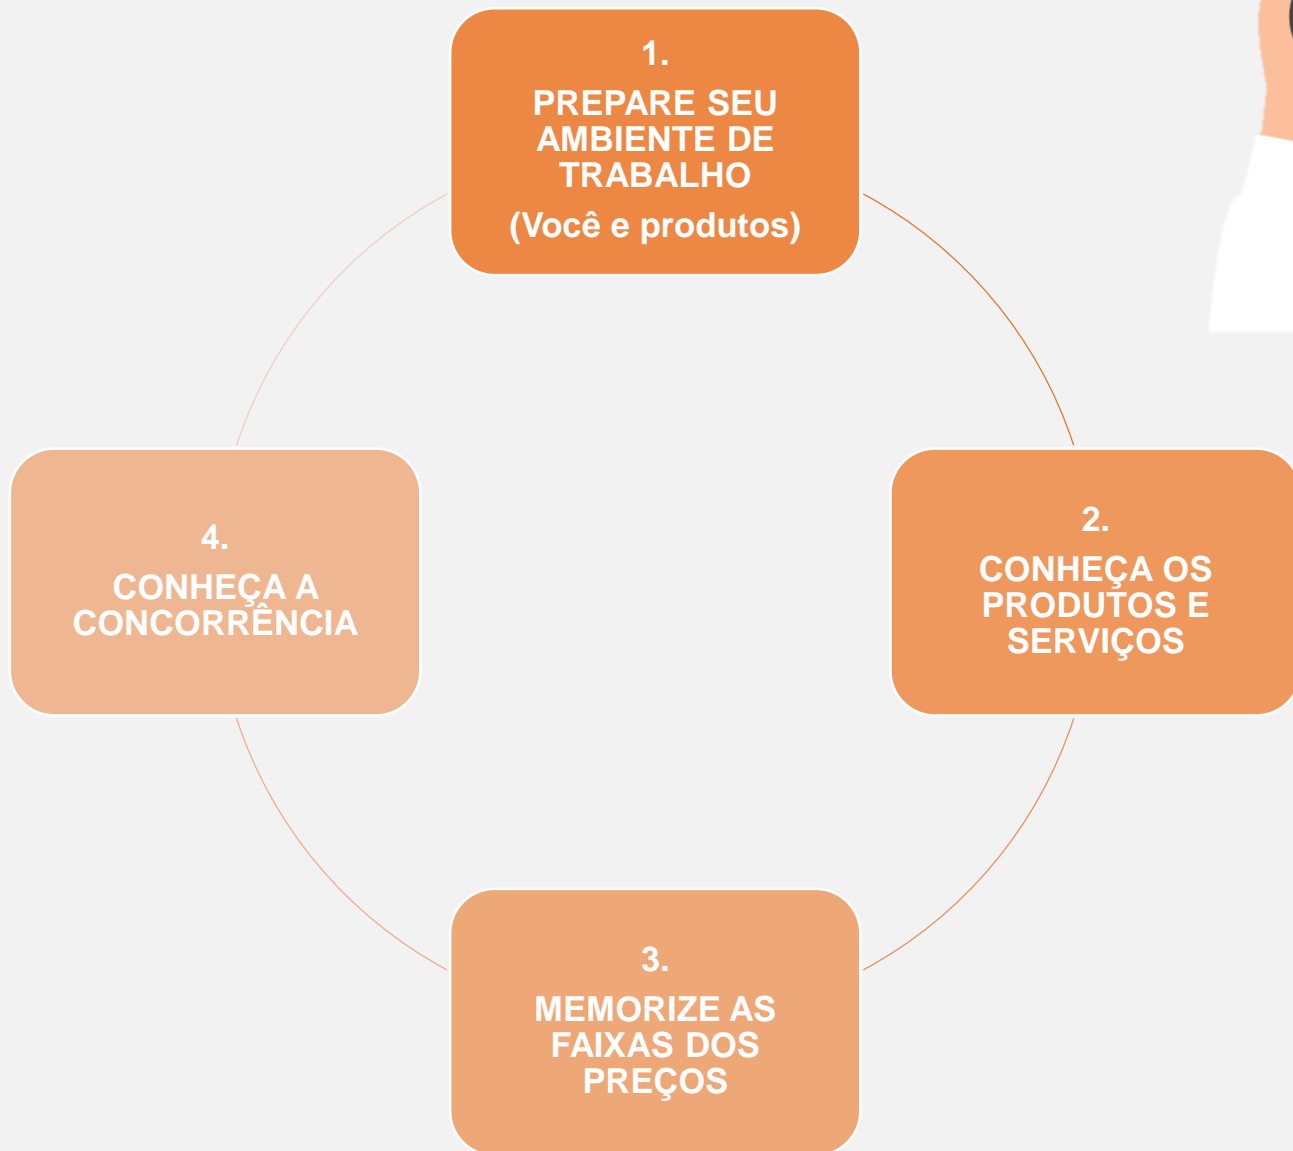 1.
PREPARE SEU
AMBIENTE DE
TRABALHO
(Você e produtos)
2.
CONHEÇA OS
PRODUTOS E
SERVIÇOS
3.
MEMORIZE AS
FAIXAS DOS
PREÇOS
4.
CONHEÇA A
CONCORRÊNCIA